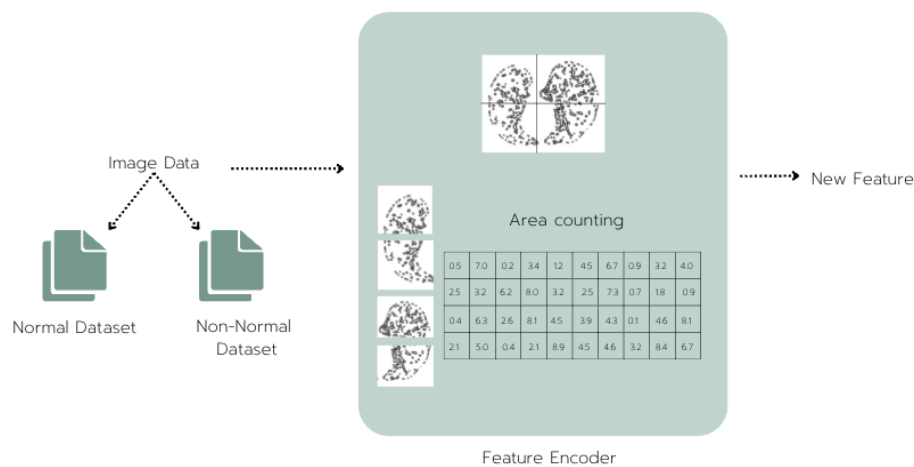 Image Data
Normal Dataset
Non-Normal
Dataset
Area counting
0.5 7.0 0.2 3.4 1.2 4.5 6.7 0.9 3.2 4.0
2.5 3.2 6.2 8.0 3.2 2.5 7.3 0.7 1.8 0.9
0.4 6.3 2.6 8.1 4.5 3.9 4.3 0.1 4.6 8.1
2.1 5.0 0.4 2.1 8.9 4.5 4.6 3.2 8.4 6.7
Feature Encoder
New Feature